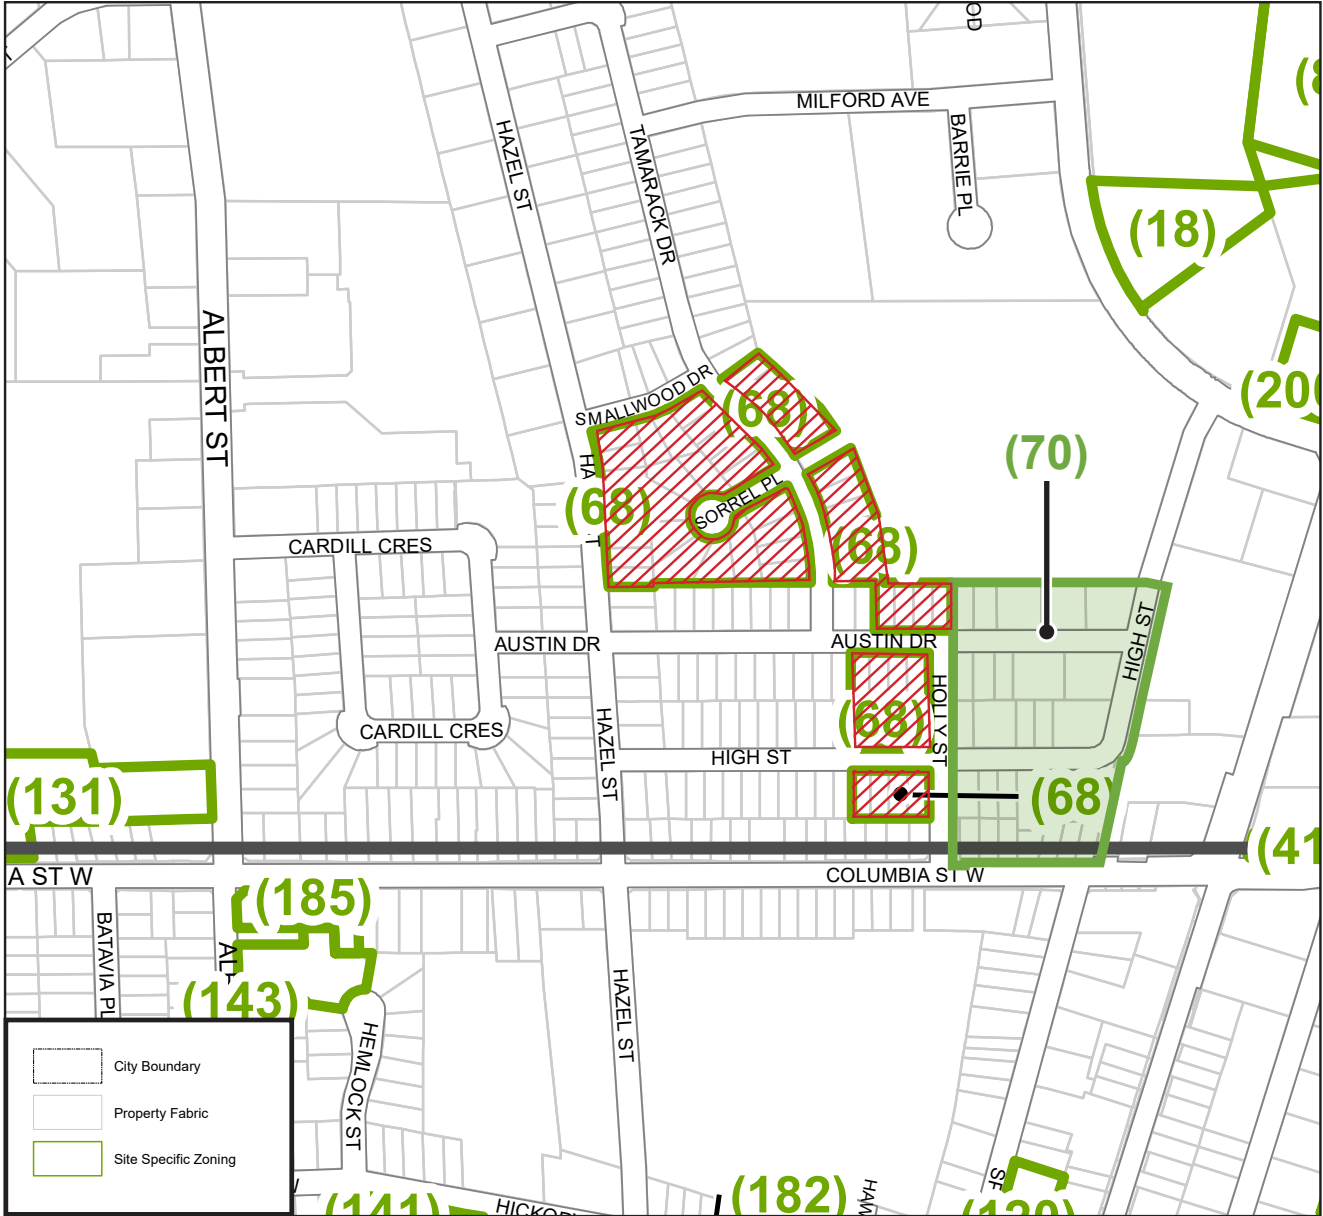 MILFORD AVE
BARRIE PL
HAZEL ST
TAMARACK DR
(18)
ALBERT ST
SMALLWOOD DR
(68)
(70)
(68)
SORREL PL
(68)
CARDILL CRES
AUSTIN DR
AUSTIN DR
HIGH ST
HOLLY ST
(68)
CARDILL CRES
HAZEL ST
HIGH ST
(131)
(68)
A ST W
COLUMBIA ST W
(185)
BATAVIA PL
(143)
HAZEL ST
HEMLOCK ST
City Boundary
Property Fabric
Site Specific Zoning
(182)